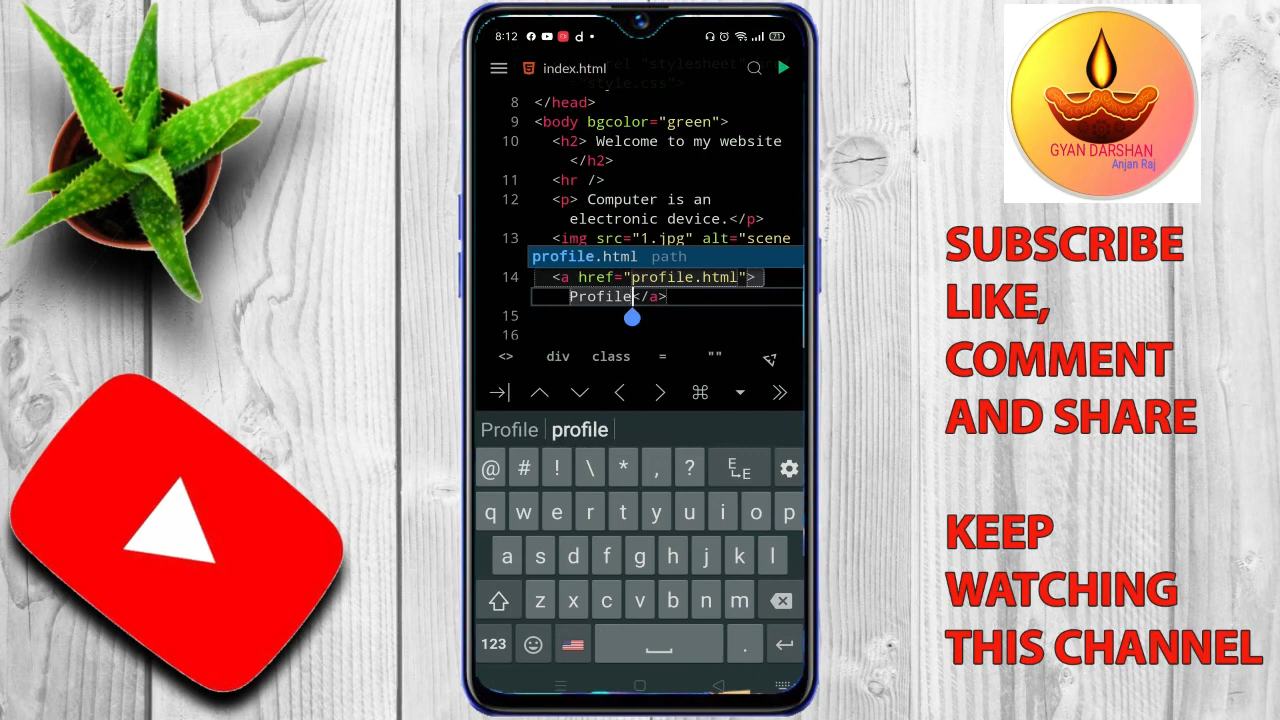 8:12
71
index.html
rel "stylesheet"
"style.css">
8 </head>
9 <body bgcolor="green">
10 <h2> Welcome to my website
</h2>
11 <hr />
12 <p> Computer is an
electronic device.</p>
13 <img src="1.jpg" alt="scene
profile.html path
14 <a href="profile.html">
Profile</a>
15
16
<> div class = ""
Profile profile
@ # ! \ * , ? E E
q w e r t y u i o p
a s d f g h j k l
z x c v b n m
123 .
GYAN DARSHAN
Anjan Raj
SUBSCRIBE
LIKE,
COMMENT
AND SHARE
KEEP
WATCHING
THIS CHANNEL